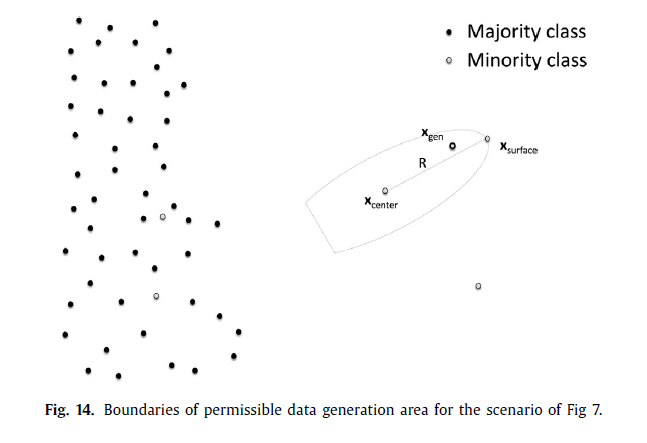 Majority class
Minority class
xgen
xsurface
R
xcenter
Fig. 14. Boundaries of permissible data generation area for the scenario of Fig 7.